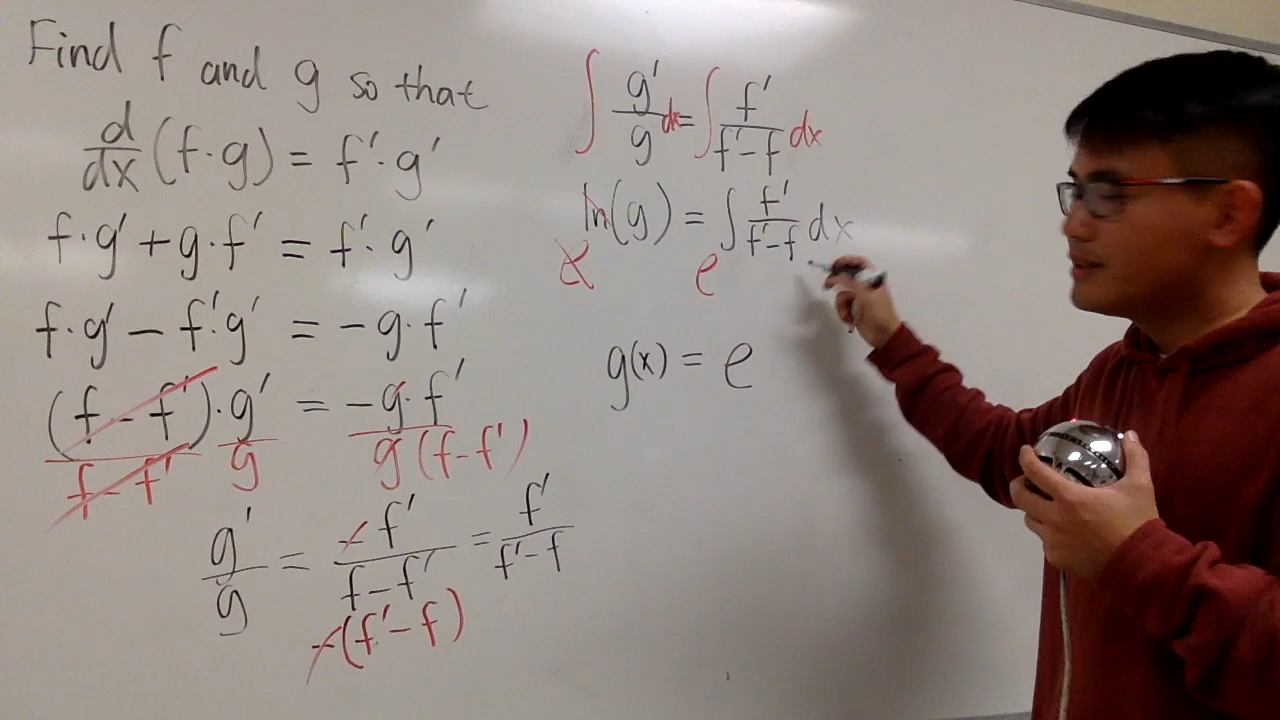 Find f and g so that
d/dx (f·g) = f'·g'
f·g' + g·f' = f'·g'
f·g' - f'·g' = -g·f'
(f - f')·g' = -g·f'
f - f' g g(f-f')
g'/g = -f'/(f-f') = f'/(f'-f)
-(f'-f)
∫ g'/g dx = ∫ f'/(f'-f) dx
ln(g) = ∫ f'/(f'-f) dx
e e
g(x) = e